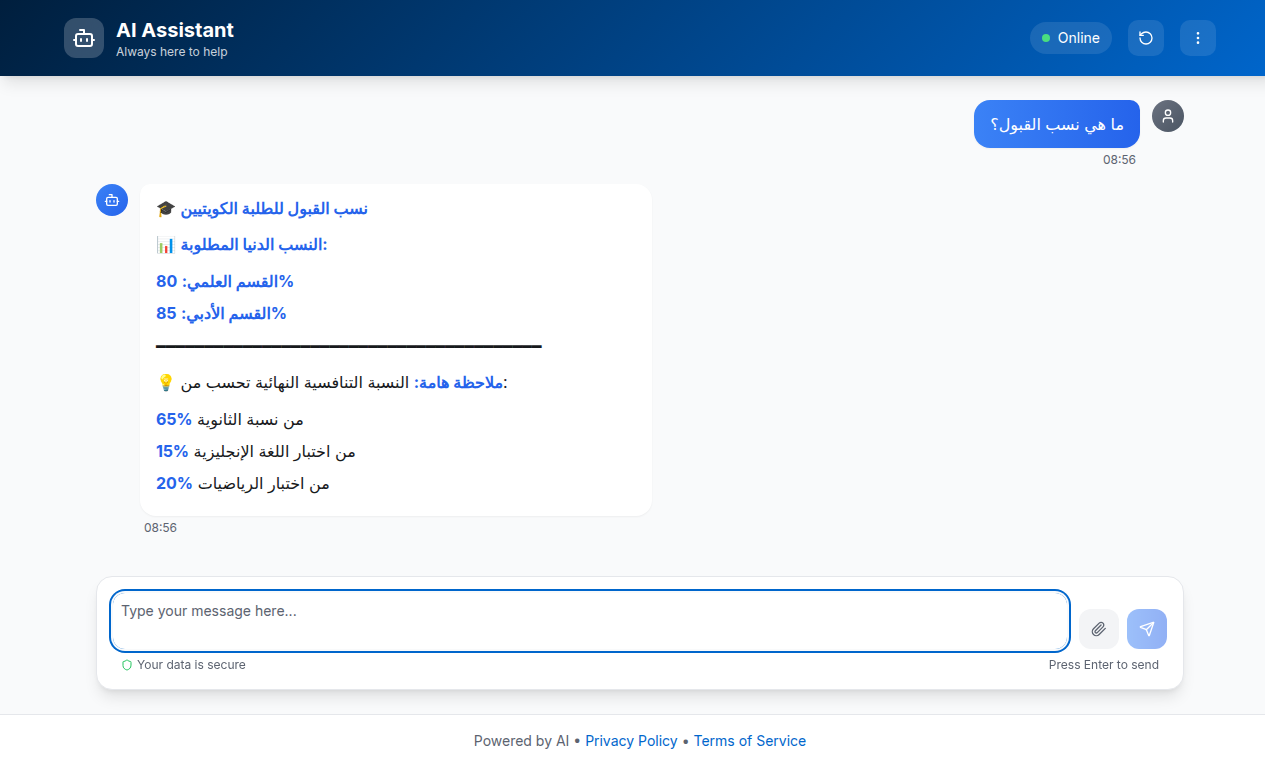 AI Assistant
Always here to help
Online
ما هي نسب القبول؟
08:56
🎓 نسب القبول للطلبة الكويتيين
📊 النسب الدنيا المطلوبة:
القسم العلمي: 80%
القسم الأدبي: 85%
💡 ملاحظة هامة: النسبة التنافسية النهائية تحسب من:
65% من نسبة الثانوية
15% من اختبار اللغة الإنجليزية
20% من اختبار الرياضيات
08:56
Type your message here...
Your data is secure
Press Enter to send
Powered by AI • Privacy Policy • Terms of Service